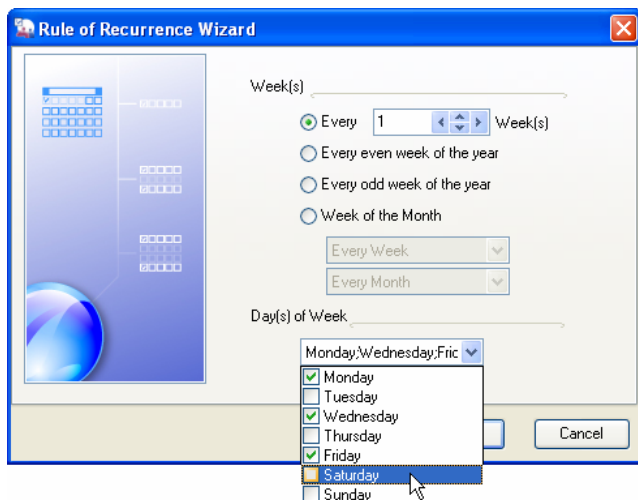 Rule of Recurrence Wizard
Week(s)
Every 1 Week(s)
Every even week of the year
Every odd week of the year
Week of the Month
Every Week
Every Month
Day(s) of Week
Monday;Wednesday;Fric
Monday
Tuesday
Wednesday
Thursday
Friday
Cancel
Saturday
Sunday